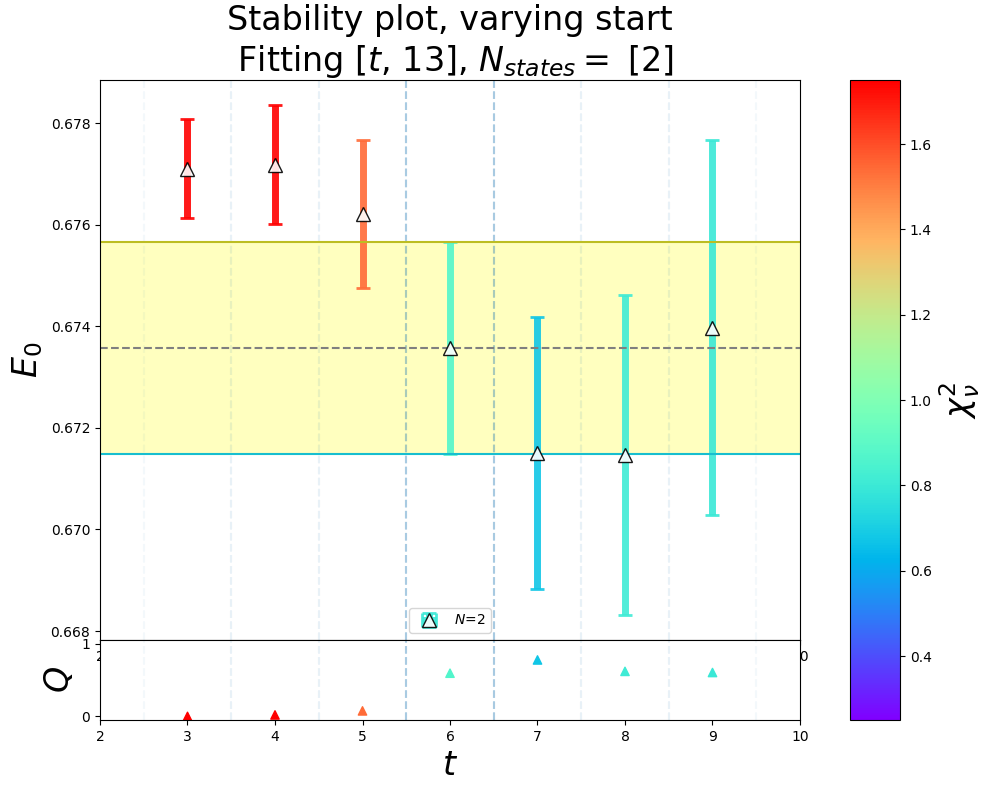 Stability plot, varying start
Fitting [t, 13], N_states = [2]
0.678
0.676
0.674
0.672
0.670
0.668
E_0
N=2
2
0
1
0
Q
2 3 4 5 6 7 8 9 10
t
1.6
1.4
1.2
1.0
0.8
0.6
0.4
χ²_ν